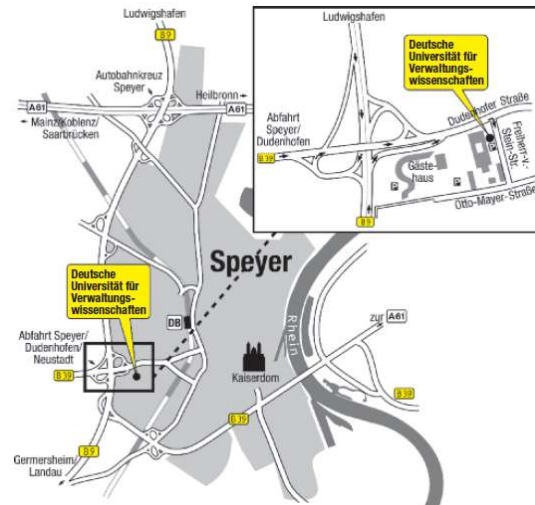 Ludwigshafen
B9
Autobahnkreuz
Speyer
Heilbronn
A61
A61
Mainz/Koblenz/
Saarbrücken
Deutsche
Universität für
Verwaltungs-
wissenschaften
DB
Abfahrt Speyer/
Dudenhofen/
Neustadt
B39
B9
Germersheim/
Landau
Speyer
Kaiserdom
B39
Rhein
zur A61
B39
Ludwigshafen
Deutsche
Universität für
Verwaltungs-
wissenschaften
Abfahrt
Speyer/
Dudenhofen
B39
Dudenhofer Straße
Gäste-
haus
P
P
P
Freiherr-v.-
Stein-Str.
Otto-Mayer-Straße
B9